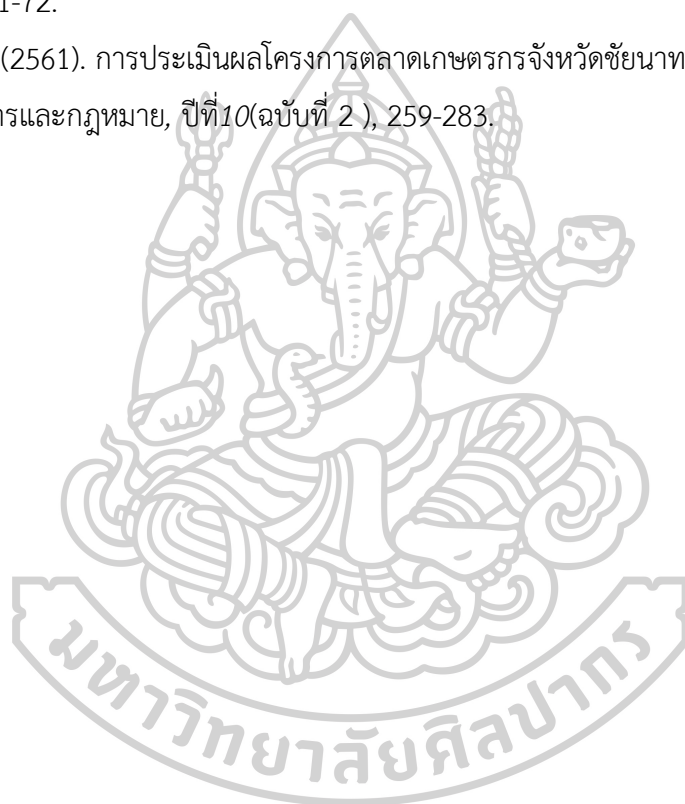 1-72.
(2561). การประเมินผลโครงการตลาดเกษตรกรจังหวัดชัยนาท
ารและกฎหมาย, ปีที่10(ฉบับที่ 2 ), 259-283.
มหาวิทยาลัยศิลปากร